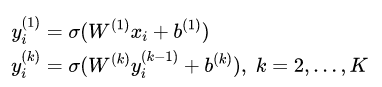 y_i^{(1)} = σ(W^{(1)}x_i + b^{(1)})
y_i^{(k)} = σ(W^{(k)}y_i^{(k−1)} + b^{(k)}), k = 2, . . . , K